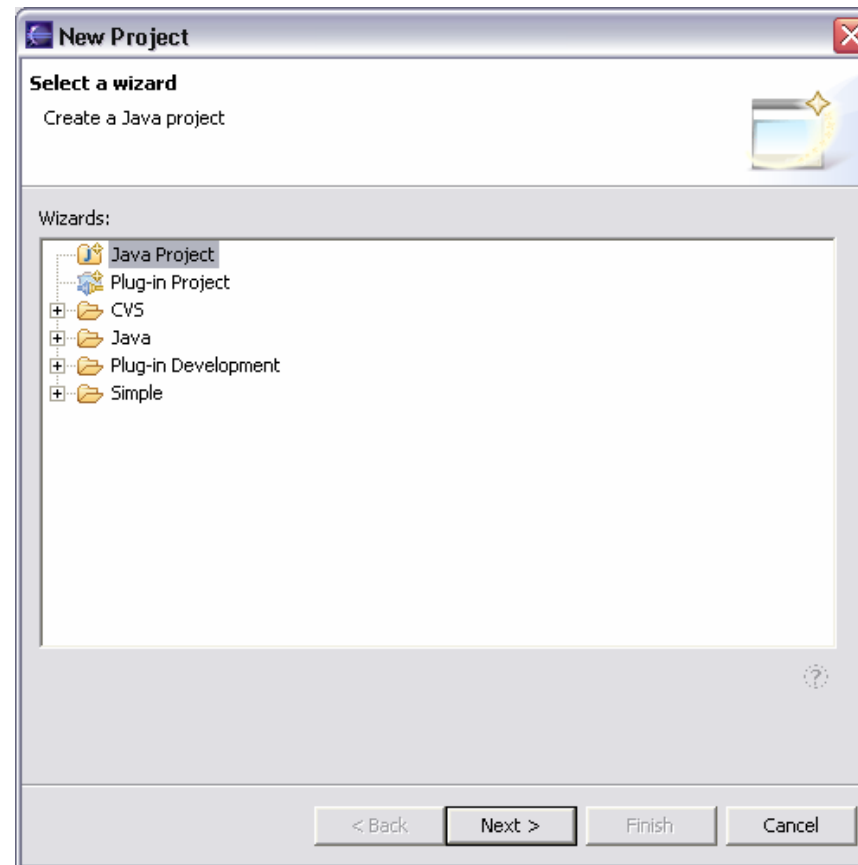 New Project
Select a wizard
Create a Java project
Wizards:
Java Project
Plug-in Project
CVS
Java
Plug-in Development
Simple
?
< Back Next > Finish Cancel